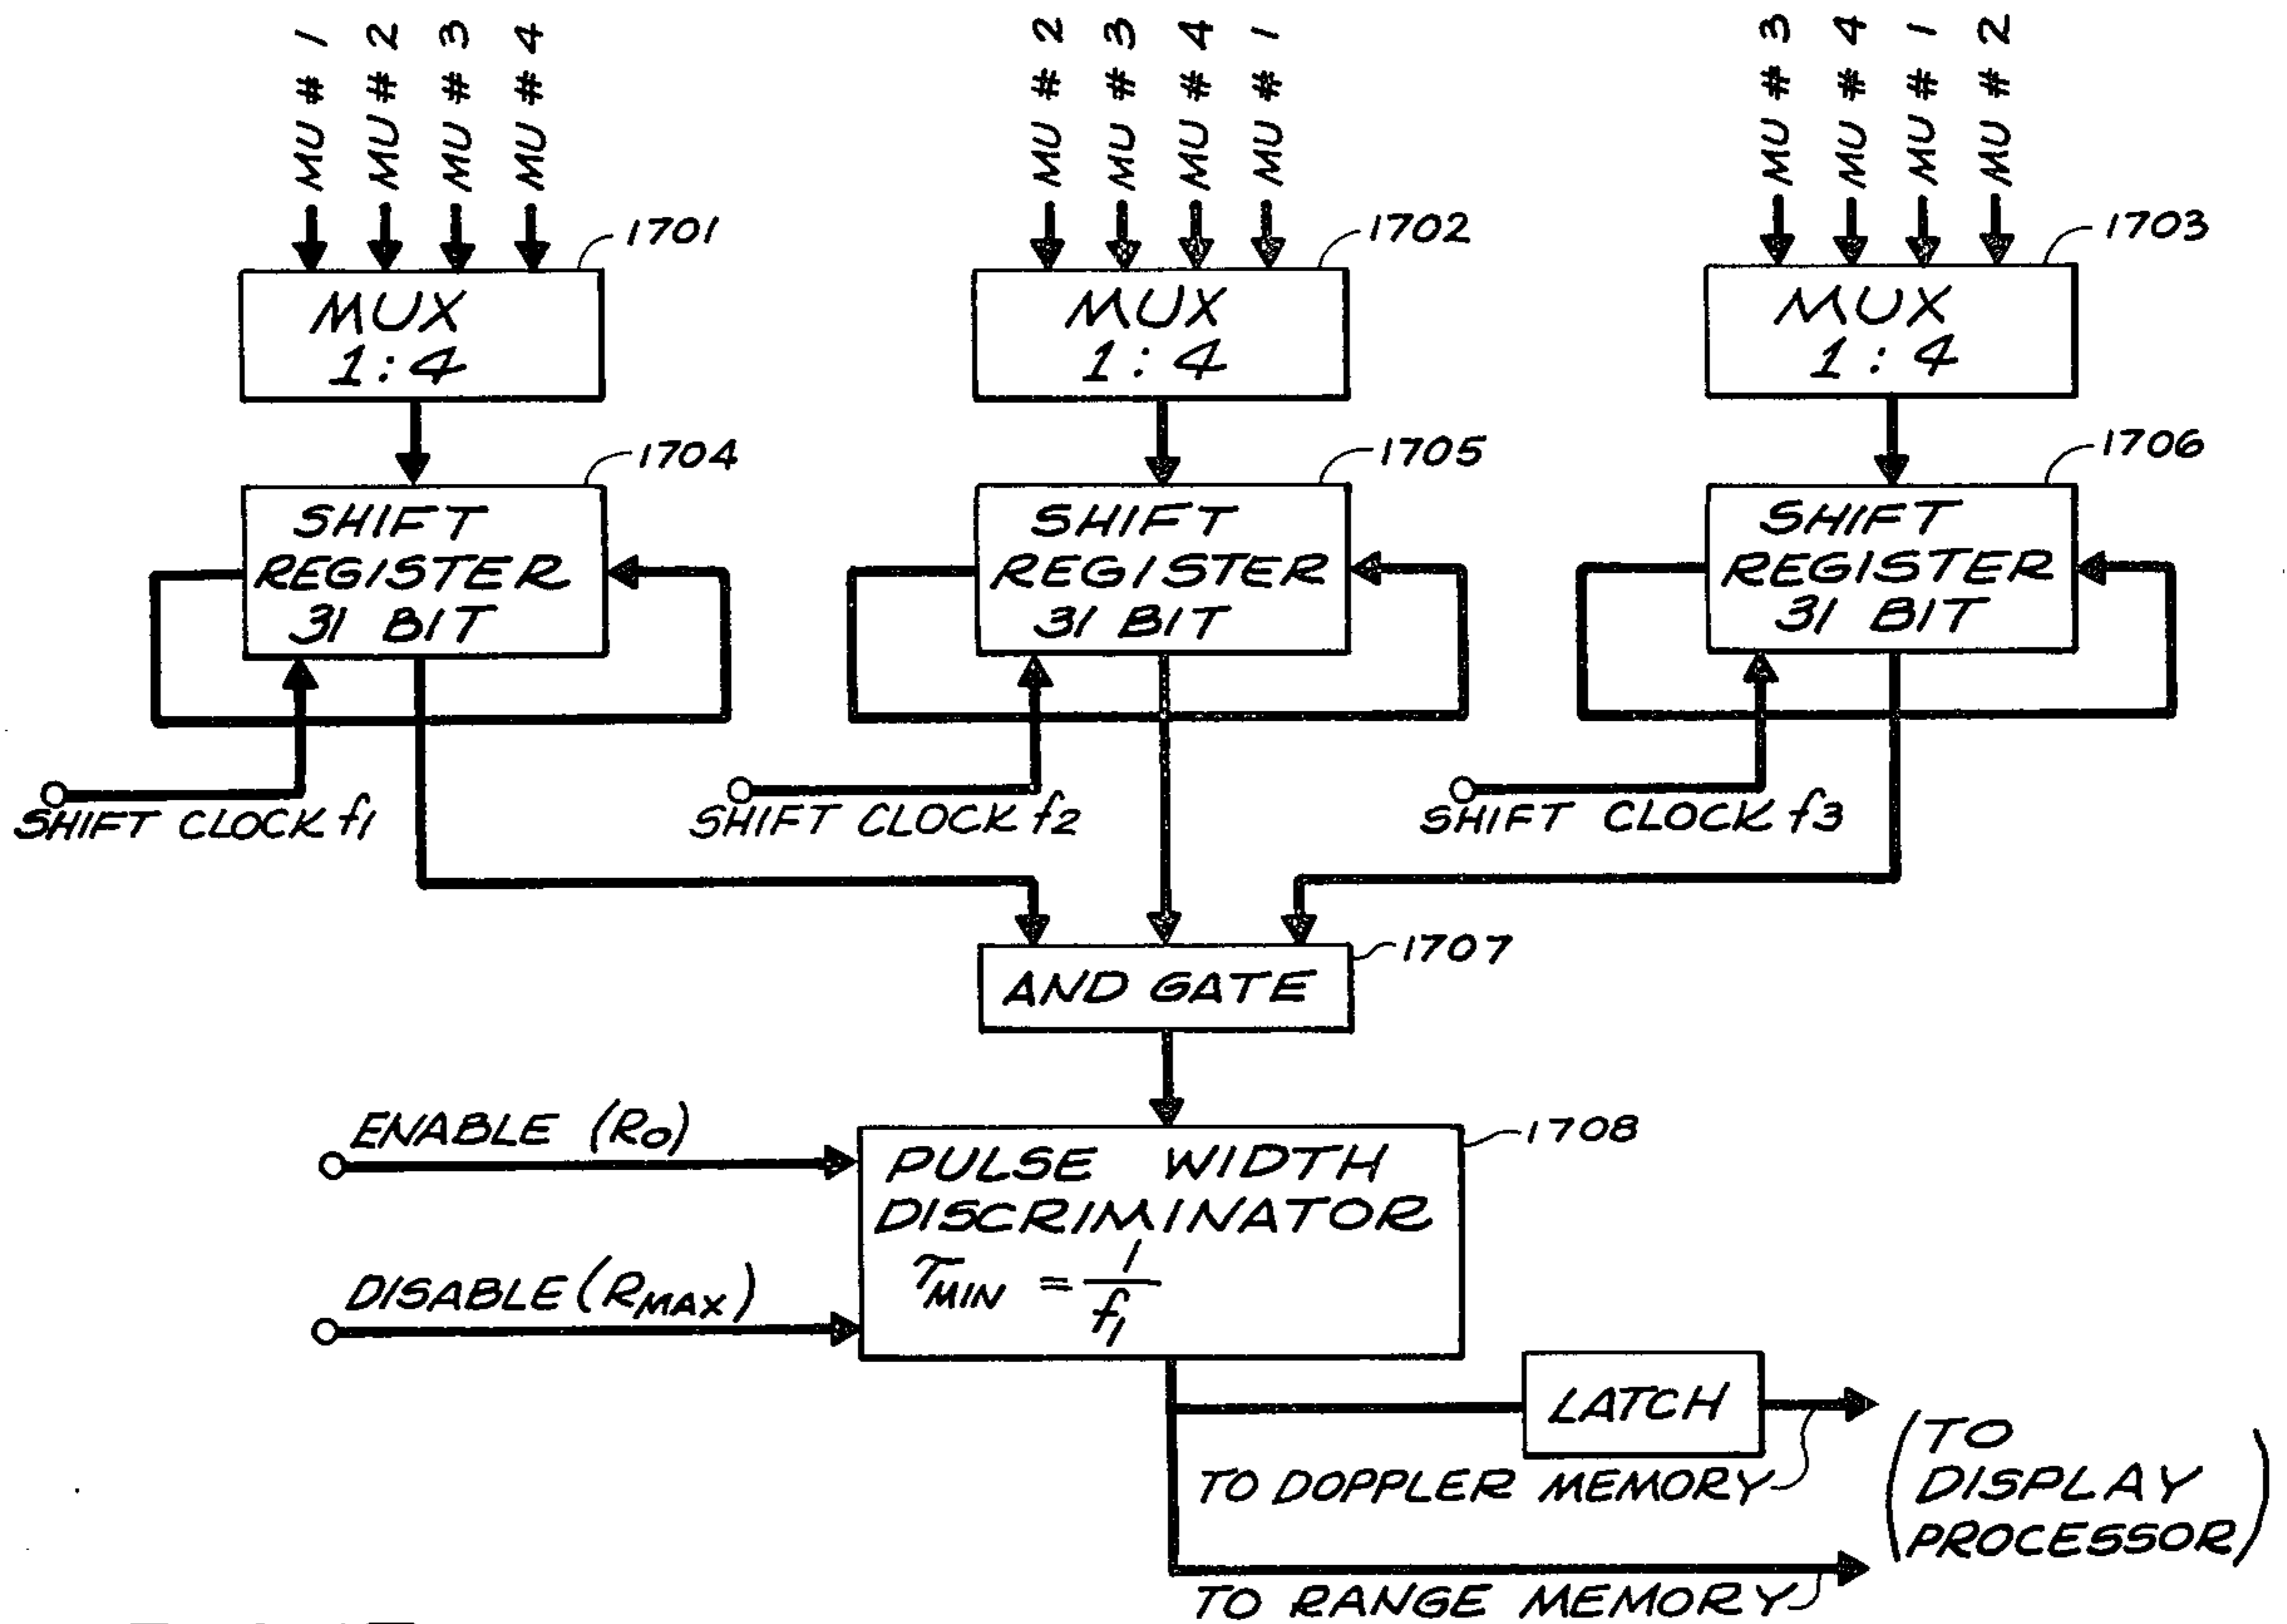 MU # 1
MU # 2
MU # 3
MU # 4
MU # 2
MU # 3
MU # 4
MU # 1
MU # 3
MU # 4
MU # 1
MU # 2
1701
1702
1703
MUX
1:4
MUX
1:4
MUX
1:4
1704
1705
1706
SHIFT
REGISTER
31 BIT
SHIFT
REGISTER
31 BIT
SHIFT
REGISTER
31 BIT
SHIFT CLOCK f1
SHIFT CLOCK f2
SHIFT CLOCK f3
1707
AND GATE
ENABLE (RO)
1708
PULSE WIDTH
DISCRIMINATOR
TMIN = 1/f1
DISABLE (RMAX)
LATCH
TO DOPPLER MEMORY
(TO
DISPLAY
PROCESSOR)
TO RANGE MEMORY